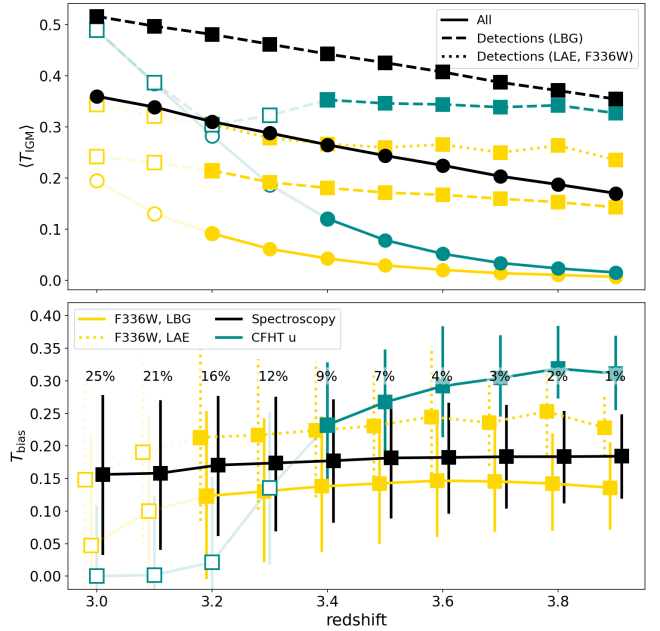 0.5
0.4
0.3
0.2
0.1
0.0
⟨T_IGM⟩
All
Detections (LBG)
Detections (LAE, F336W)
0.40
0.35
0.30
0.25
0.20
0.15
0.10
0.05
0.00
T_bias
F336W, LBG
F336W, LAE
Spectroscopy
CFHT u
25% 21% 16% 12% 9% 7% 4% 3% 2% 1%
3.0 3.2 3.4 3.6 3.8
redshift